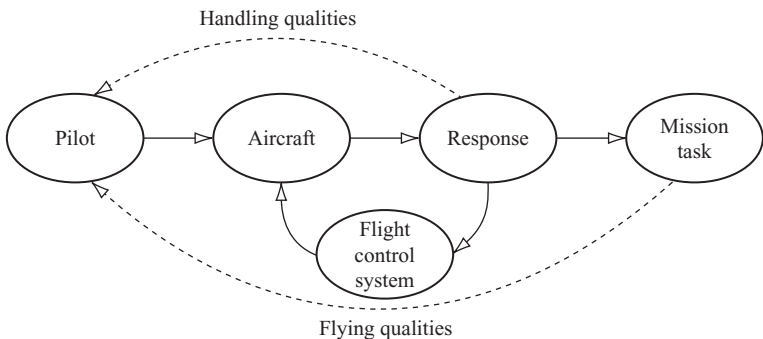 Handling qualities
Pilot
Aircraft
Response
Mission
task
Flight
control
system
Flying qualities